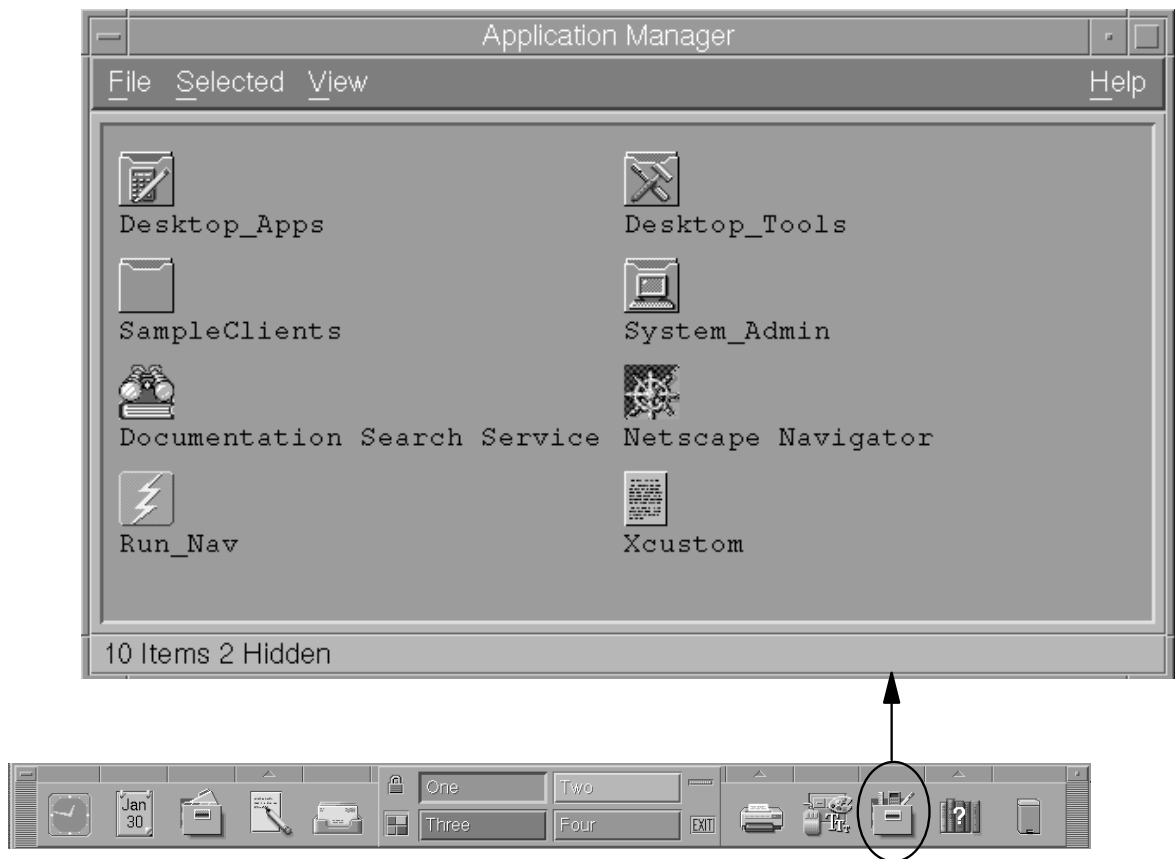 Application Manager
File Selected View Help
Desktop_Apps Desktop_Tools
SampleClients System_Admin
Documentation Search Service Netscape Navigator
Run_Nav Xcustom
10 Items 2 Hidden
One Two
Jan
30
Three Four EXIT
?